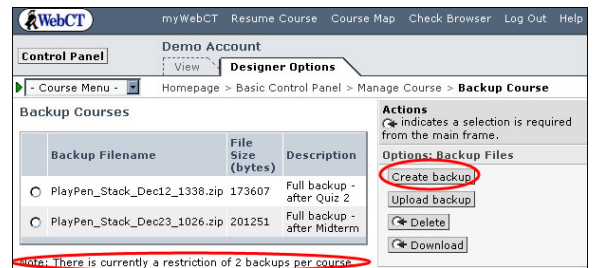 WebCT
myWebCT Resume Course Course Map Check Browser Log Out Help
Control Panel
Demo Account
View Designer Options
- Course Menu - Homepage > Basic Control Panel > Manage Course > Backup Course
Backup Courses
Backup Filename File Size (bytes) Description
PlayPen_Stack_Dec12_1338.zip 173607 Full backup - after Quiz 2
PlayPen_Stack_Dec23_1026.zip 201251 Full backup - after Midterm
Note: There is currently a restriction of 2 backups per course
Actions
indicates a selection is required
from the main frame.
Options: Backup Files
Create backup
Upload backup
Delete
Download